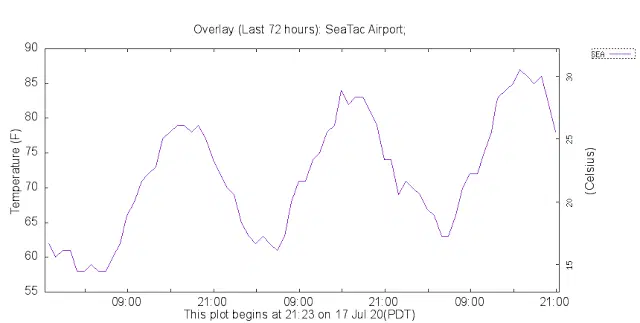 Overlay (Last 72 hours): SeaTac Airport;
SEA
90
85
80
75
70
65
60
55
Temperature (F)
30
25
20
15
(Celsius)
09:00 21:00 09:00 21:00 09:00 21:00
This plot begins at 21:23 on 17 Jul 20(PDT)